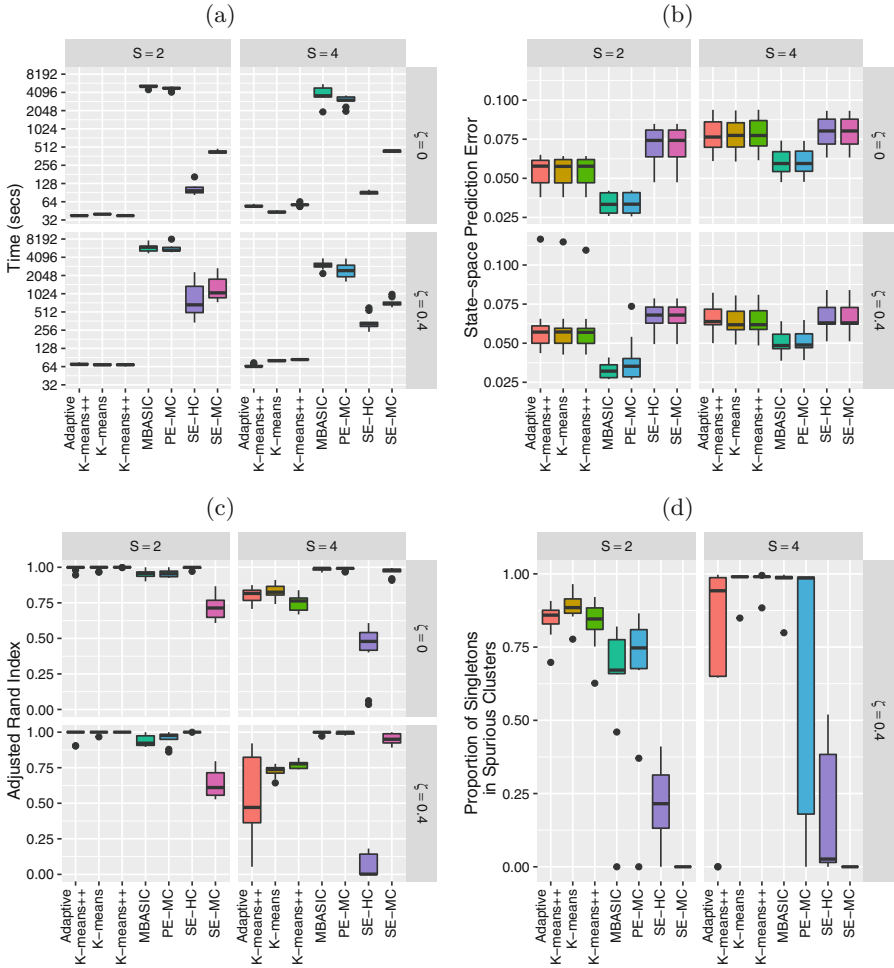 (a)
S = 2
S = 4
Time (secs)
8192
4096
2048
1024
512
256
128
64
32
ζ = 0
8192
4096
2048
1024
512
256
128
64
32
ζ = 0.4
Adaptive
K−means++
K−means
K−means++
MBASIC
PE−MC
SE−HC
SE−MC
Adaptive
K−means++
K−means
K−means++
MBASIC
PE−MC
SE−HC
SE−MC
(b)
S = 2
S = 4
State−space Prediction Error
0.100
0.075
0.050
0.025
ζ = 0
0.100
0.075
0.050
0.025
ζ = 0.4
Adaptive
K−means++
K−means
K−means++
MBASIC
PE−MC
SE−HC
SE−MC
Adaptive
K−means++
K−means
K−means++
MBASIC
PE−MC
SE−HC
SE−MC
(c)
S = 2
S = 4
Adjusted Rand Index
1.00
0.75
0.50
0.25
0.00
ζ = 0
1.00
0.75
0.50
0.25
0.00
ζ = 0.4
Adaptive
K−means++
K−means
K−means++
MBASIC
PE−MC
SE−HC
SE−MC
Adaptive
K−means++
K−means
K−means++
MBASIC
PE−MC
SE−HC
SE−MC
(d)
S = 2
S = 4
Proportion of Singletons
in Spurious Clusters
1.00
0.75
0.50
0.25
0.00
ζ = 0.4
Adaptive
K−means++
K−means
K−means++
MBASIC
PE−MC
SE−HC
SE−MC
Adaptive
K−means++
K−means
K−means++
MBASIC
PE−MC
SE−HC
SE−MC